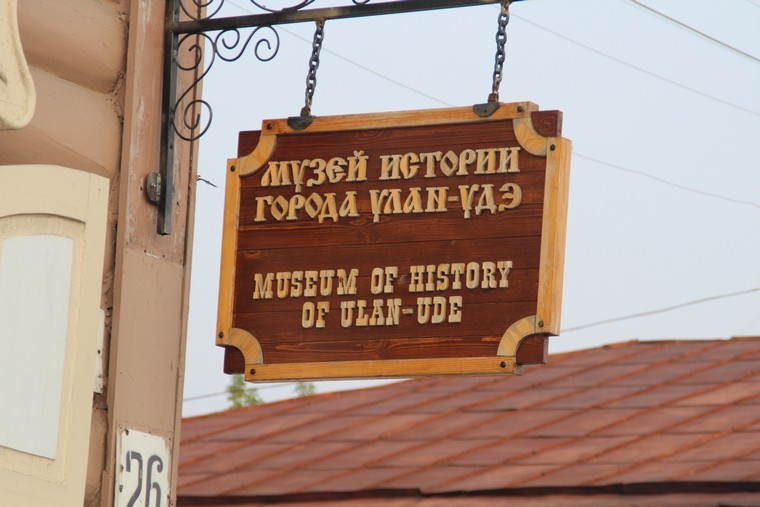 МУЗЕЙ ИСТОРИИ
ГОРОДА УЛАН-УДЭ
MUSEUM OF HISTORY
OF ULAN-UDE
26